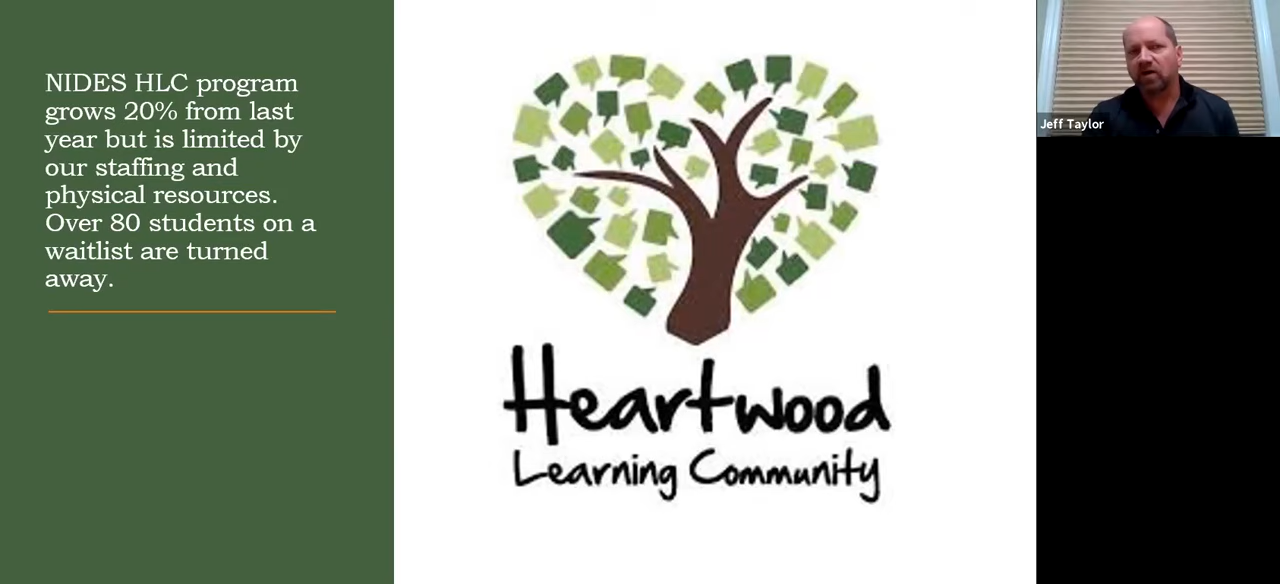 NIDES HLC program
grows 20% from last
year but is limited by
our staffing and
physical resources.
Over 80 students on a
waitlist are turned
away.
Heartwood
Learning Community
Jeff Taylor